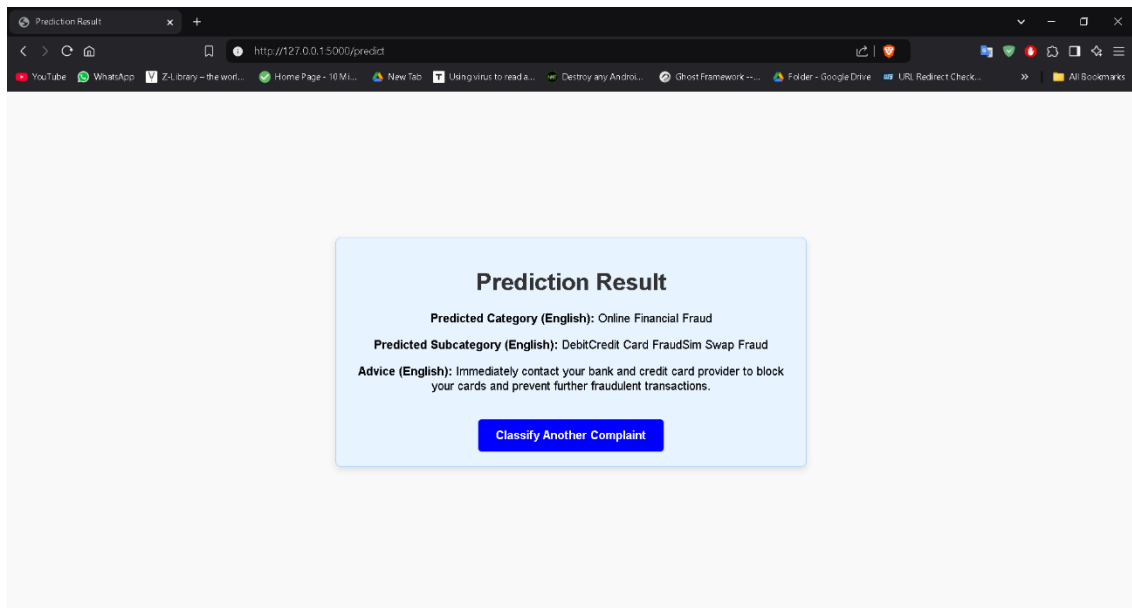 Prediction Result
http://127.0.0.1:5000/predict
YouTube WhatsApp Z-Library – the worl... Home Page - 10 Mi... New Tab Using virus to read a... Destroy any Androi... Ghost Framework --... Folder - Google Drive URL Redirect Check... » All Bookmarks
Prediction Result
Predicted Category (English): Online Financial Fraud
Predicted Subcategory (English): DebitCredit Card FraudSim Swap Fraud
Advice (English): Immediately contact your bank and credit card provider to block
your cards and prevent further fraudulent transactions.
Classify Another Complaint